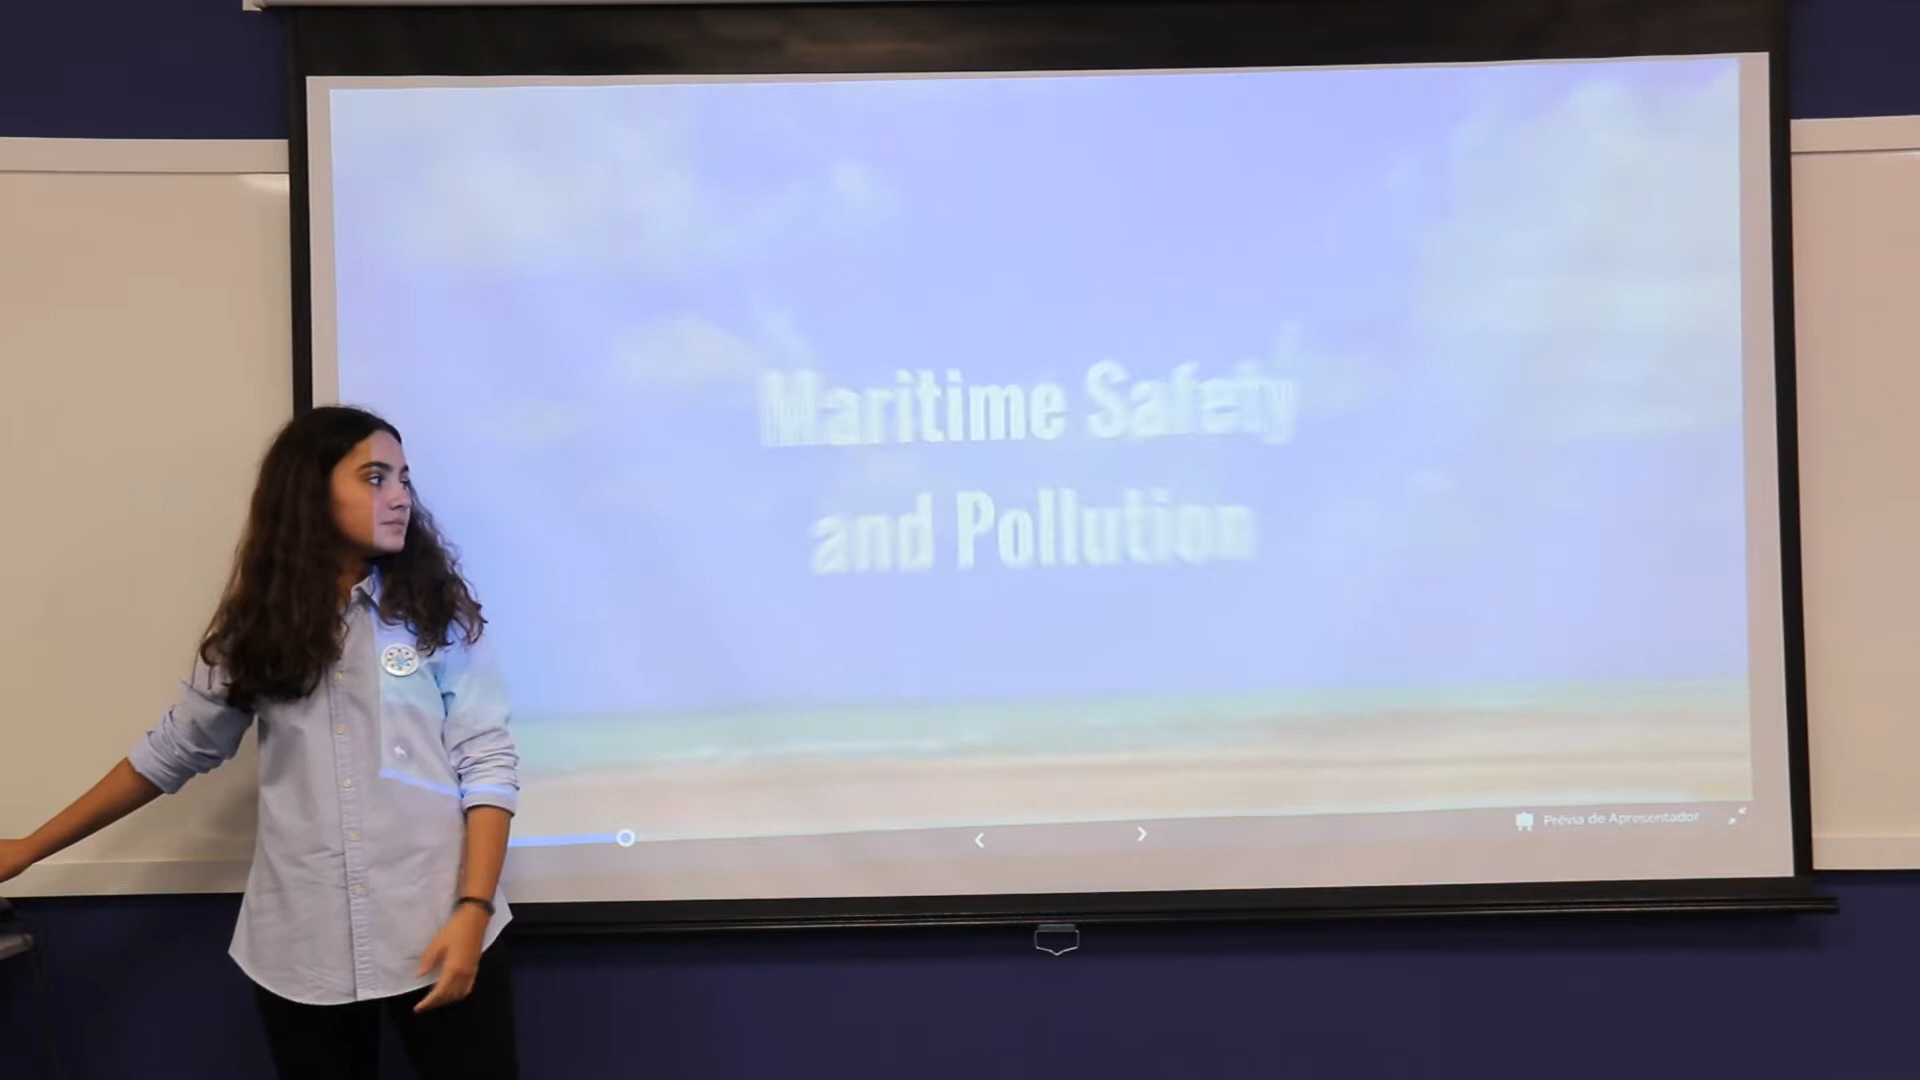 Maritime Safety
and Pollution
Prévia de Apresentador